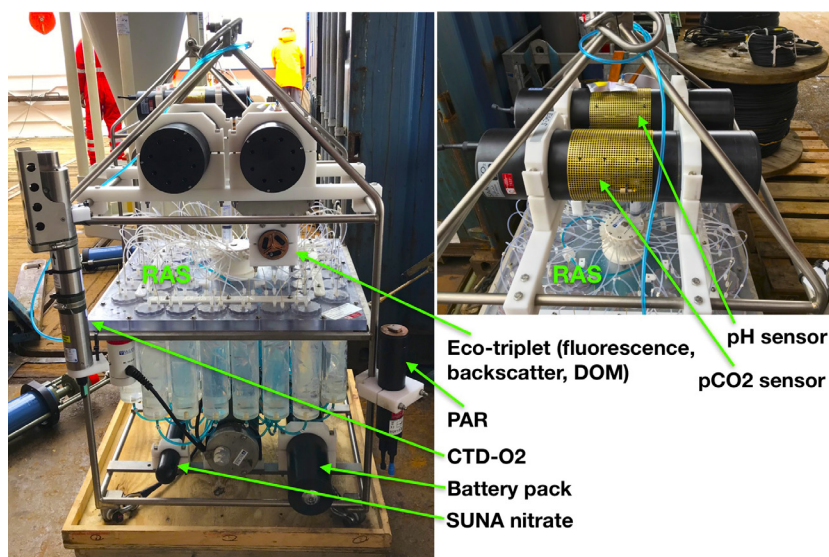 RAS
RAS
pH sensor
pCO2 sensor
Eco-triplet (fluorescence,
backscatter, DOM)
PAR
CTD-O2
Battery pack
SUNA nitrate